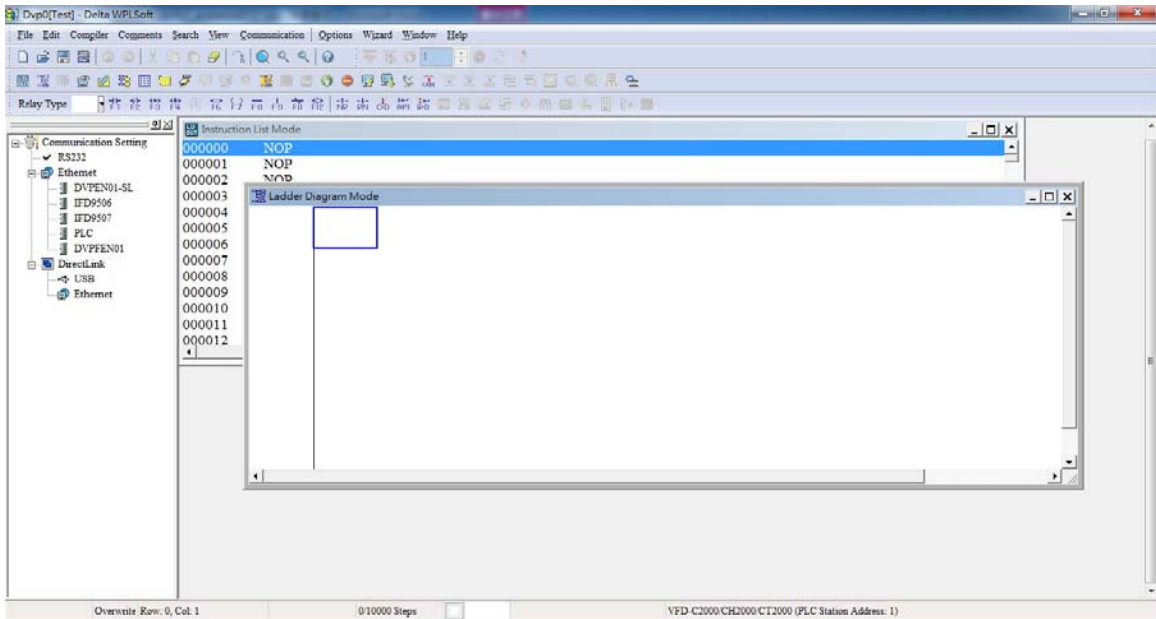 Dvp0[Test] - Delta WPLSoft
File Edit Compiler Comments Search View Communication Options Wizard Window Help
1
Relay Type
Communication Setting
RS232
Ethernet
DVPEN01-SL
IFD9506
IFD9507
PLC
DVPFEN01
DirectLink
USB
Ethernet
Instruction List Mode
000000 NOP
000001 NOP
000002 NOP
000003
000004
000005
000006
000007
000008
000009
000010
000011
000012
Ladder Diagram Mode
Overwrite Row: 0, Col: 1 0/10000 Steps VFD-C2000/CH2000/CT2000 (PLC Station Address: 1)